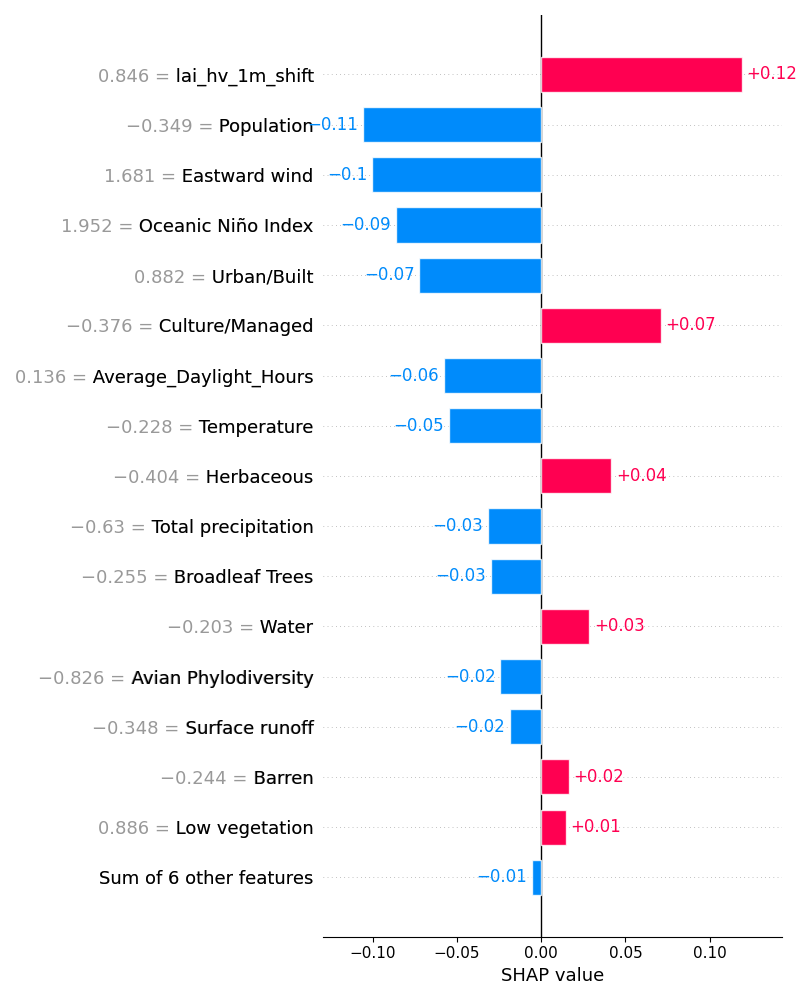 0.846 = lai_hv_1m_shift +0.12
−0.349 = Population −0.11
1.681 = Eastward wind −0.1
1.952 = Oceanic Niño Index −0.09
0.882 = Urban/Built −0.07
−0.376 = Culture/Managed +0.07
0.136 = Average_Daylight_Hours −0.06
−0.228 = Temperature −0.05
−0.404 = Herbaceous +0.04
−0.63 = Total precipitation −0.03
−0.255 = Broadleaf Trees −0.03
−0.203 = Water +0.03
−0.826 = Avian Phylodiversity −0.02
−0.348 = Surface runoff −0.02
−0.244 = Barren +0.02
0.886 = Low vegetation +0.01
Sum of 6 other features −0.01
−0.10 −0.05 0.00 0.05 0.10
SHAP value